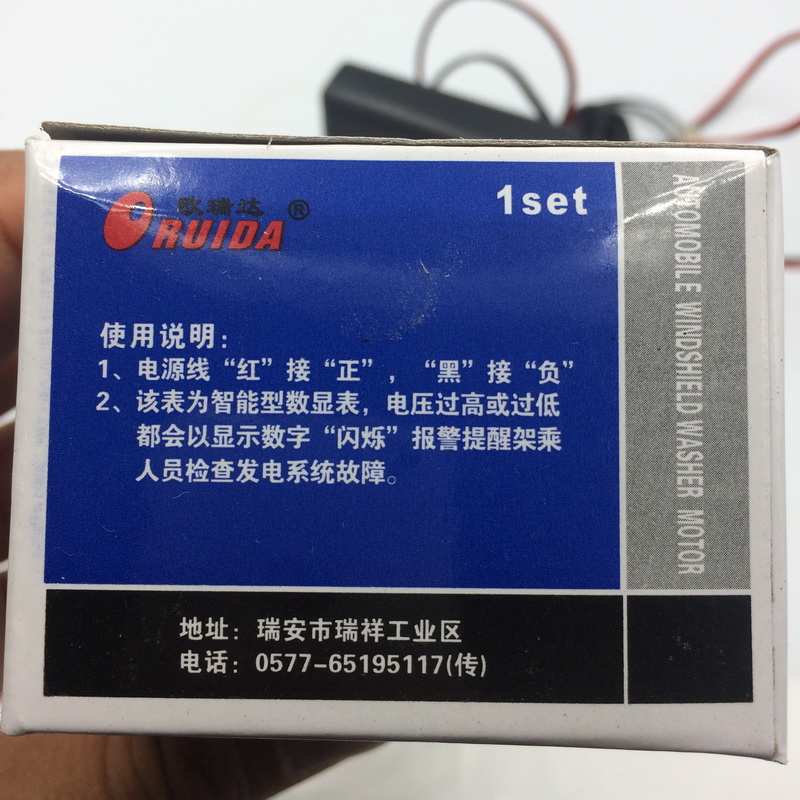 欧瑞达 ®
ORUIDA
1set
使用说明：
1、电源线“红”接“正”，“黑”接“负”
2、该表为智能型数显表，电压过高或过低
都会以显示数字“闪烁”报警提醒架乘
人员检查发电系统故障。
AUTOMOBILE WINDSHIELD WASHER MOTOR
地址：瑞安市瑞祥工业区
电话：0577-65195117(传)